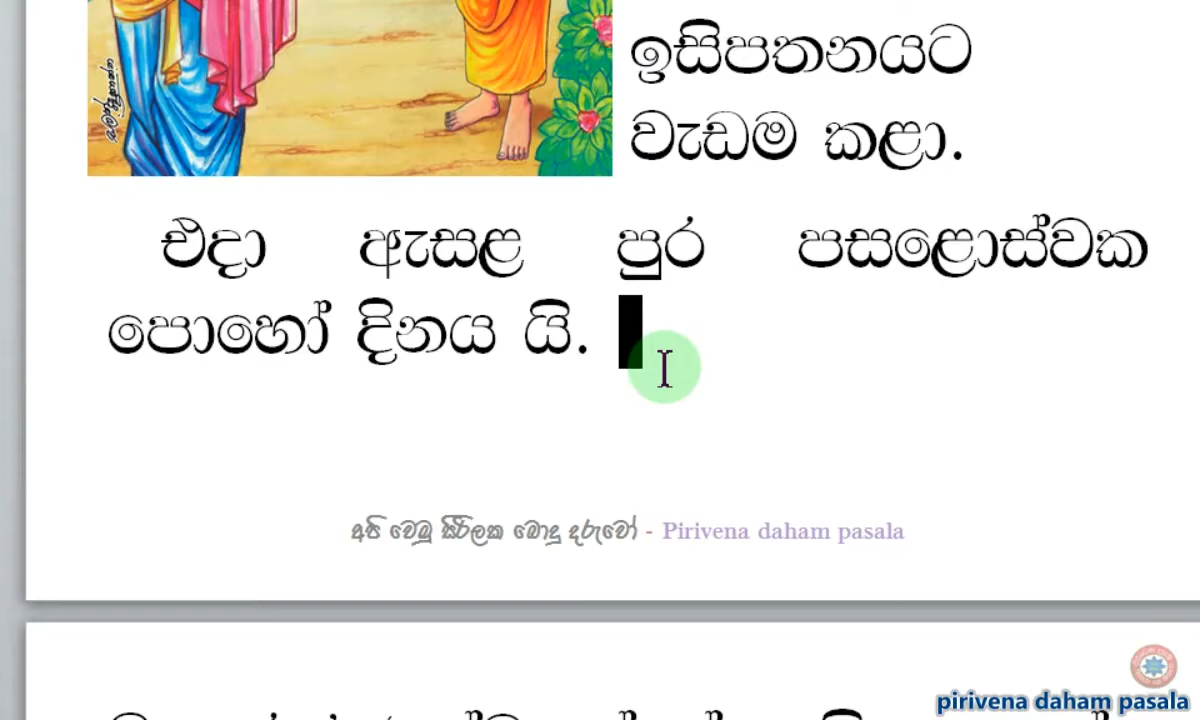 ඉසිපතනයට
වැඩම කළා.
එදා ඇසළ පුර පසළොස්වක
පොහෝ දිනය යි.
අපි වෙමු සිරිලක බොදු දරුවෝ - Pirivena daham pasala
pirivena daham pasala